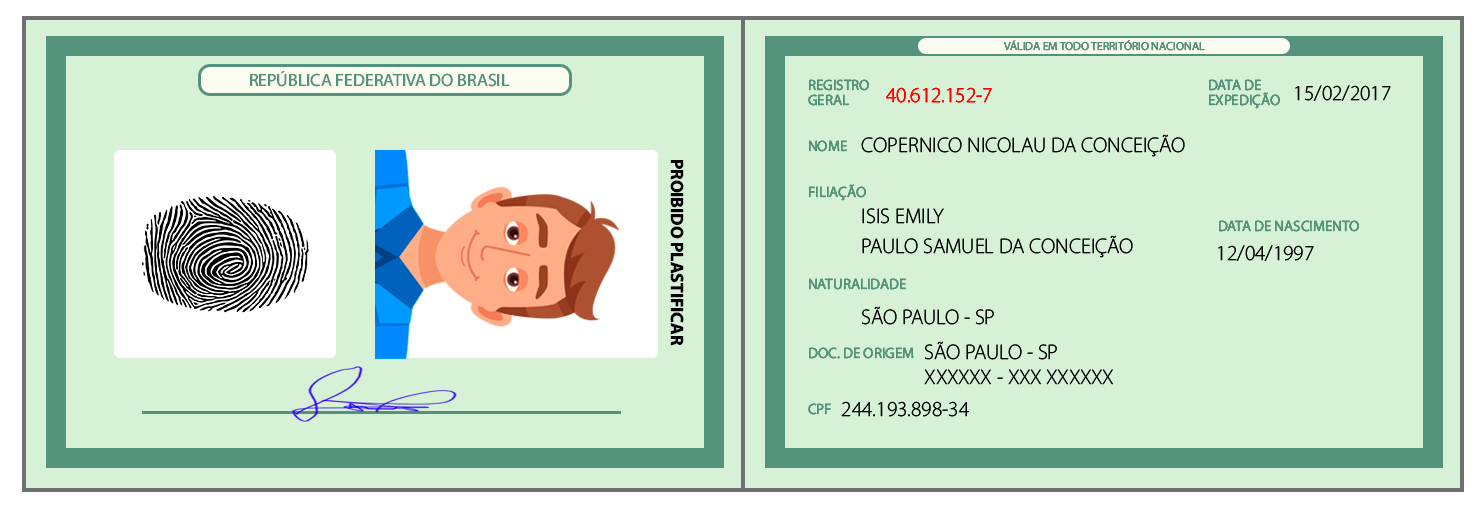 REPÚBLICA FEDERATIVA DO BRASIL
PROIBIDO PLASTIFICAR
VÁLIDA EM TODO TERRITÓRIO NACIONAL
REGISTRO GERAL 40.612.152-7
DATA DE EXPEDIÇÃO 15/02/2017
NOME COPERNICO NICOLAU DA CONCEIÇÃO
FILIAÇÃO
ISIS EMILY
PAULO SAMUEL DA CONCEIÇÃO
DATA DE NASCIMENTO
12/04/1997
NATURALIDADE
SÃO PAULO - SP
DOC. DE ORIGEM SÃO PAULO - SP
XXXXXX - XXX XXXXXX
CPF 244.193.898-34